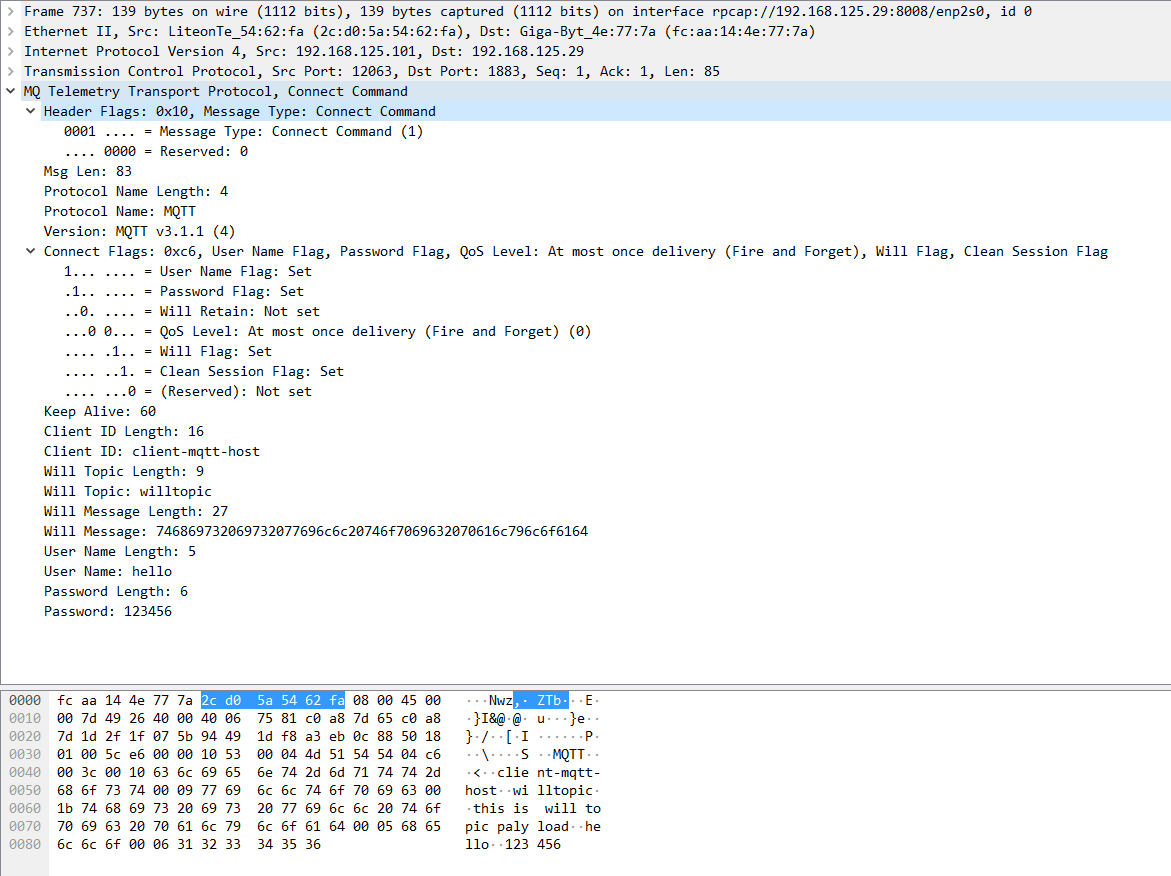 Frame 737: 139 bytes on wire (1112 bits), 139 bytes captured (1112 bits) on interface rpcap://192.168.125.29:8008/enp2s0, id 0
Ethernet II, Src: LiteonTe_54:62:fa (2c:d0:5a:54:62:fa), Dst: Giga-Byt_4e:77:7a (fc:aa:14:4e:77:7a)
Internet Protocol Version 4, Src: 192.168.125.101, Dst: 192.168.125.29
Transmission Control Protocol, Src Port: 12063, Dst Port: 1883, Seq: 1, Ack: 1, Len: 85
MQ Telemetry Transport Protocol, Connect Command
Header Flags: 0x10, Message Type: Connect Command
0001 .... = Message Type: Connect Command (1)
.... 0000 = Reserved: 0
Msg Len: 83
Protocol Name Length: 4
Protocol Name: MQTT
Version: MQTT v3.1.1 (4)
Connect Flags: 0xc6, User Name Flag, Password Flag, QoS Level: At most once delivery (Fire and Forget), Will Flag, Clean Session Flag
1... .... = User Name Flag: Set
.1.. .... = Password Flag: Set
..0. .... = Will Retain: Not set
...0 0... = QoS Level: At most once delivery (Fire and Forget) (0)
.... .1.. = Will Flag: Set
.... ..1. = Clean Session Flag: Set
.... ...0 = (Reserved): Not set
Keep Alive: 60
Client ID Length: 16
Client ID: client-mqtt-host
Will Topic Length: 9
Will Topic: willtopic
Will Message Length: 27
Will Message: 746869732069732077696c6c20746f7069632070616c796c6f6164
User Name Length: 5
User Name: hello
Password Length: 6
Password: 123456
0000 fc aa 14 4e 77 7a 2c d0 5a 54 62 fa 08 00 45 00 ···Nwz,· ZTb···E·
0010 00 7d 49 26 40 00 40 06 75 81 c0 a8 7d 65 c0 a8 ·}I&@·@· u···}e··
0020 7d 1d 2f 1f 07 5b 94 49 1d f8 a3 eb 0c 88 50 18 }·/··[·I ······P·
0030 01 00 5c e6 00 00 10 53 00 04 4d 51 54 54 04 c6 ··\····S ··MQTT··
0040 00 3c 00 10 63 6c 69 65 6e 74 2d 6d 71 74 74 2d ·<··clie nt-mqtt-
0050 68 6f 73 74 00 09 77 69 6c 6c 74 6f 70 69 63 00 host··wi lltopic·
0060 1b 74 68 69 73 20 69 73 20 77 69 6c 6c 20 74 6f ·this is  will to
0070 70 69 63 20 70 61 6c 79 6c 6f 61 64 00 05 68 65 pic paly load··he
0080 6c 6c 6f 00 06 31 32 33 34 35 36 llo··123 456